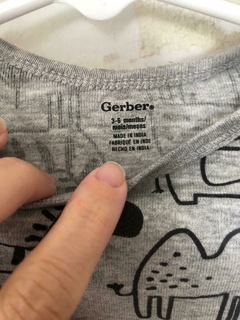 Gerber®
3-6 months/
mois/meses
MADE IN INDIA
FABRIQUÉ EN INDE
HECHO EN INDIA